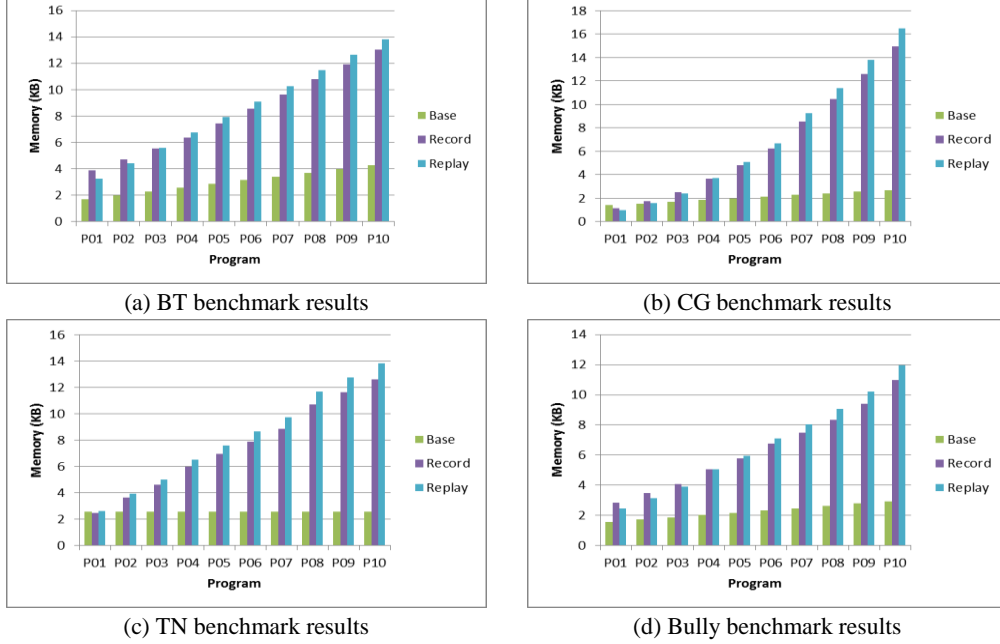 16
14
12
10
8
6
4
2
0
Memory (KB)
P01 P02 P03 P04 P05 P06 P07 P08 P09 P10
Program
Base
Record
Replay
(a) BT benchmark results
18
16
14
12
10
8
6
4
2
0
Memory (KB)
P01 P02 P03 P04 P05 P06 P07 P08 P09 P10
Program
Base
Record
Replay
(b) CG benchmark results
16
14
12
10
8
6
4
2
0
Memory (KB)
P01 P02 P03 P04 P05 P06 P07 P08 P09 P10
Program
Base
Record
Replay
(c) TN benchmark results
14
12
10
8
6
4
2
0
Memory (KB)
P01 P02 P03 P04 P05 P06 P07 P08 P09 P10
Program
Base
Record
Replay
(d) Bully benchmark results